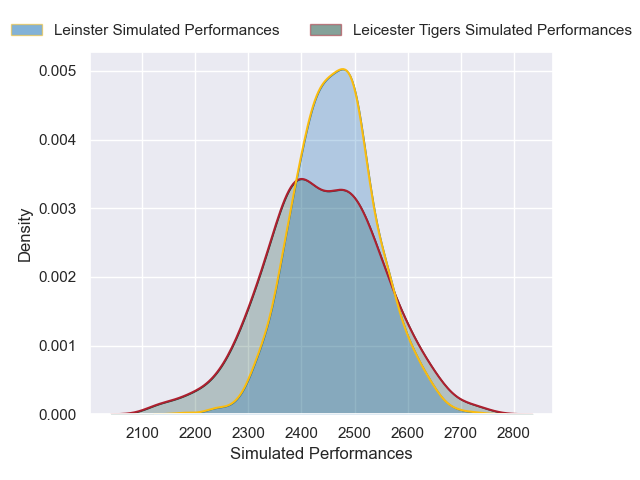 Leinster Simulated Performances
Leicester Tigers Simulated Performances
0.005
0.004
0.003
0.002
0.001
0.000
Density
2100 2200 2300 2400 2500 2600 2700 2800
Simulated Performances